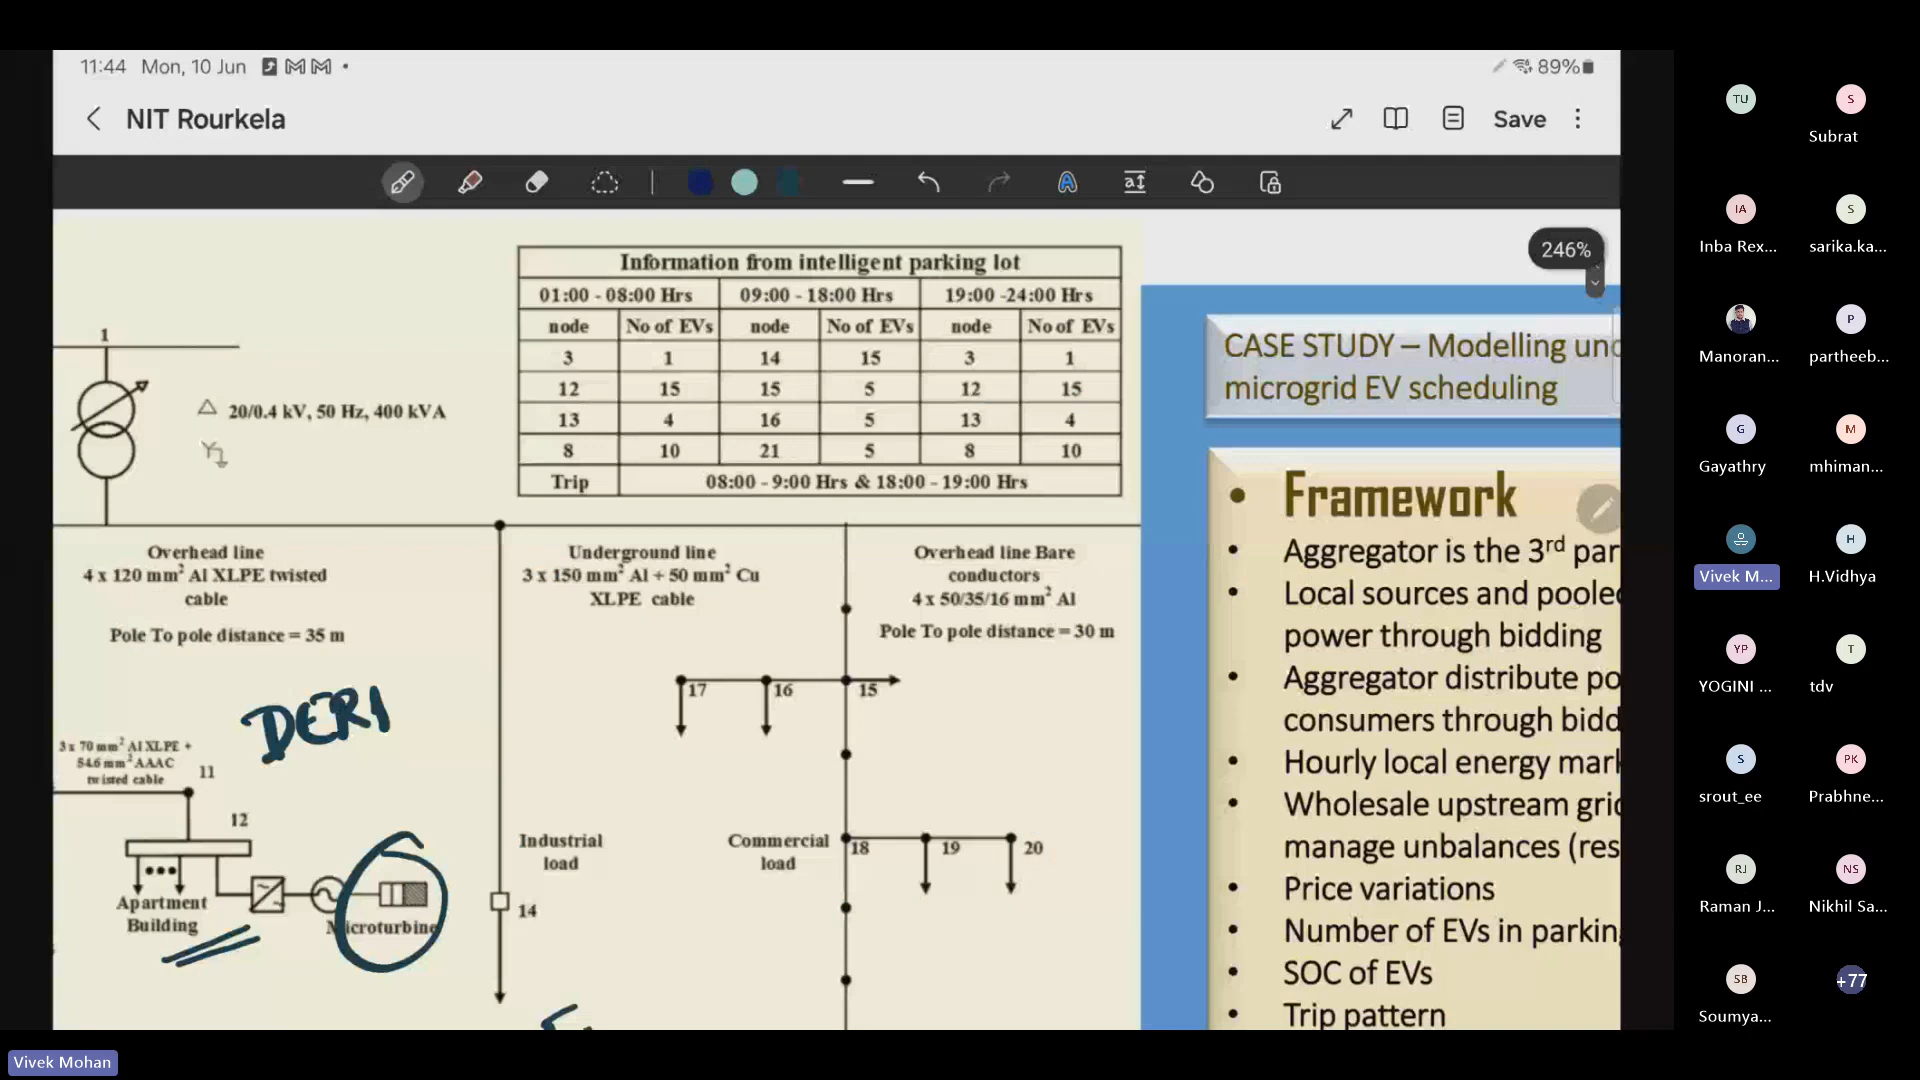 11:44 Mon, 10 Jun
89%
NIT Rourkela
Save
246%
Information from intelligent parking lot
01:00 - 08:00 Hrs 09:00 - 18:00 Hrs 19:00 -24:00 Hrs
node No of EVs node No of EVs node No of EVs
3 1 14 15 3 1
12 15 15 5 12 15
13 4 16 5 13 4
8 10 21 5 8 10
Trip 08:00 - 9:00 Hrs & 18:00 - 19:00 Hrs
1
20/0.4 kV, 50 Hz, 400 kVA
Overhead line
4 x 120 mm² Al XLPE twisted
cable
Pole To pole distance = 35 m
Underground line
3 x 150 mm² Al + 50 mm² Cu
XLPE cable
Overhead line Bare
conductors
4 x 50/35/16 mm² Al
Pole To pole distance = 30 m
17 16 15
DER1
3 x 70 mm² Al XLPE +
54.6 mm² AAAC
twisted cable
11
12
Apartment
Building
Microturbine
Industrial
load
14
Commercial
load
18 19 20
CASE STUDY – Modelling unc
microgrid EV scheduling
• Framework
• Aggregator is the 3rd par
• Local sources and poole
power through bidding
• Aggregator distribute po
consumers through bidd
• Hourly local energy mark
• Wholesale upstream grid
manage unbalances (res
• Price variations
• Number of EVs in parking
• SOC of EVs
• Trip pattern
TU S
Subrat
IA S
Inba Rex... sarika.ka...
P
Manoran... partheeb...
G M
Gayathry mhiman...
H
Vivek M... H.Vidhya
YP T
YOGINI ... tdv
S PK
srout_ee Prabhne...
RJ NS
Raman J... Nikhil Sa...
SB +77
Soumya...
Vivek Mohan